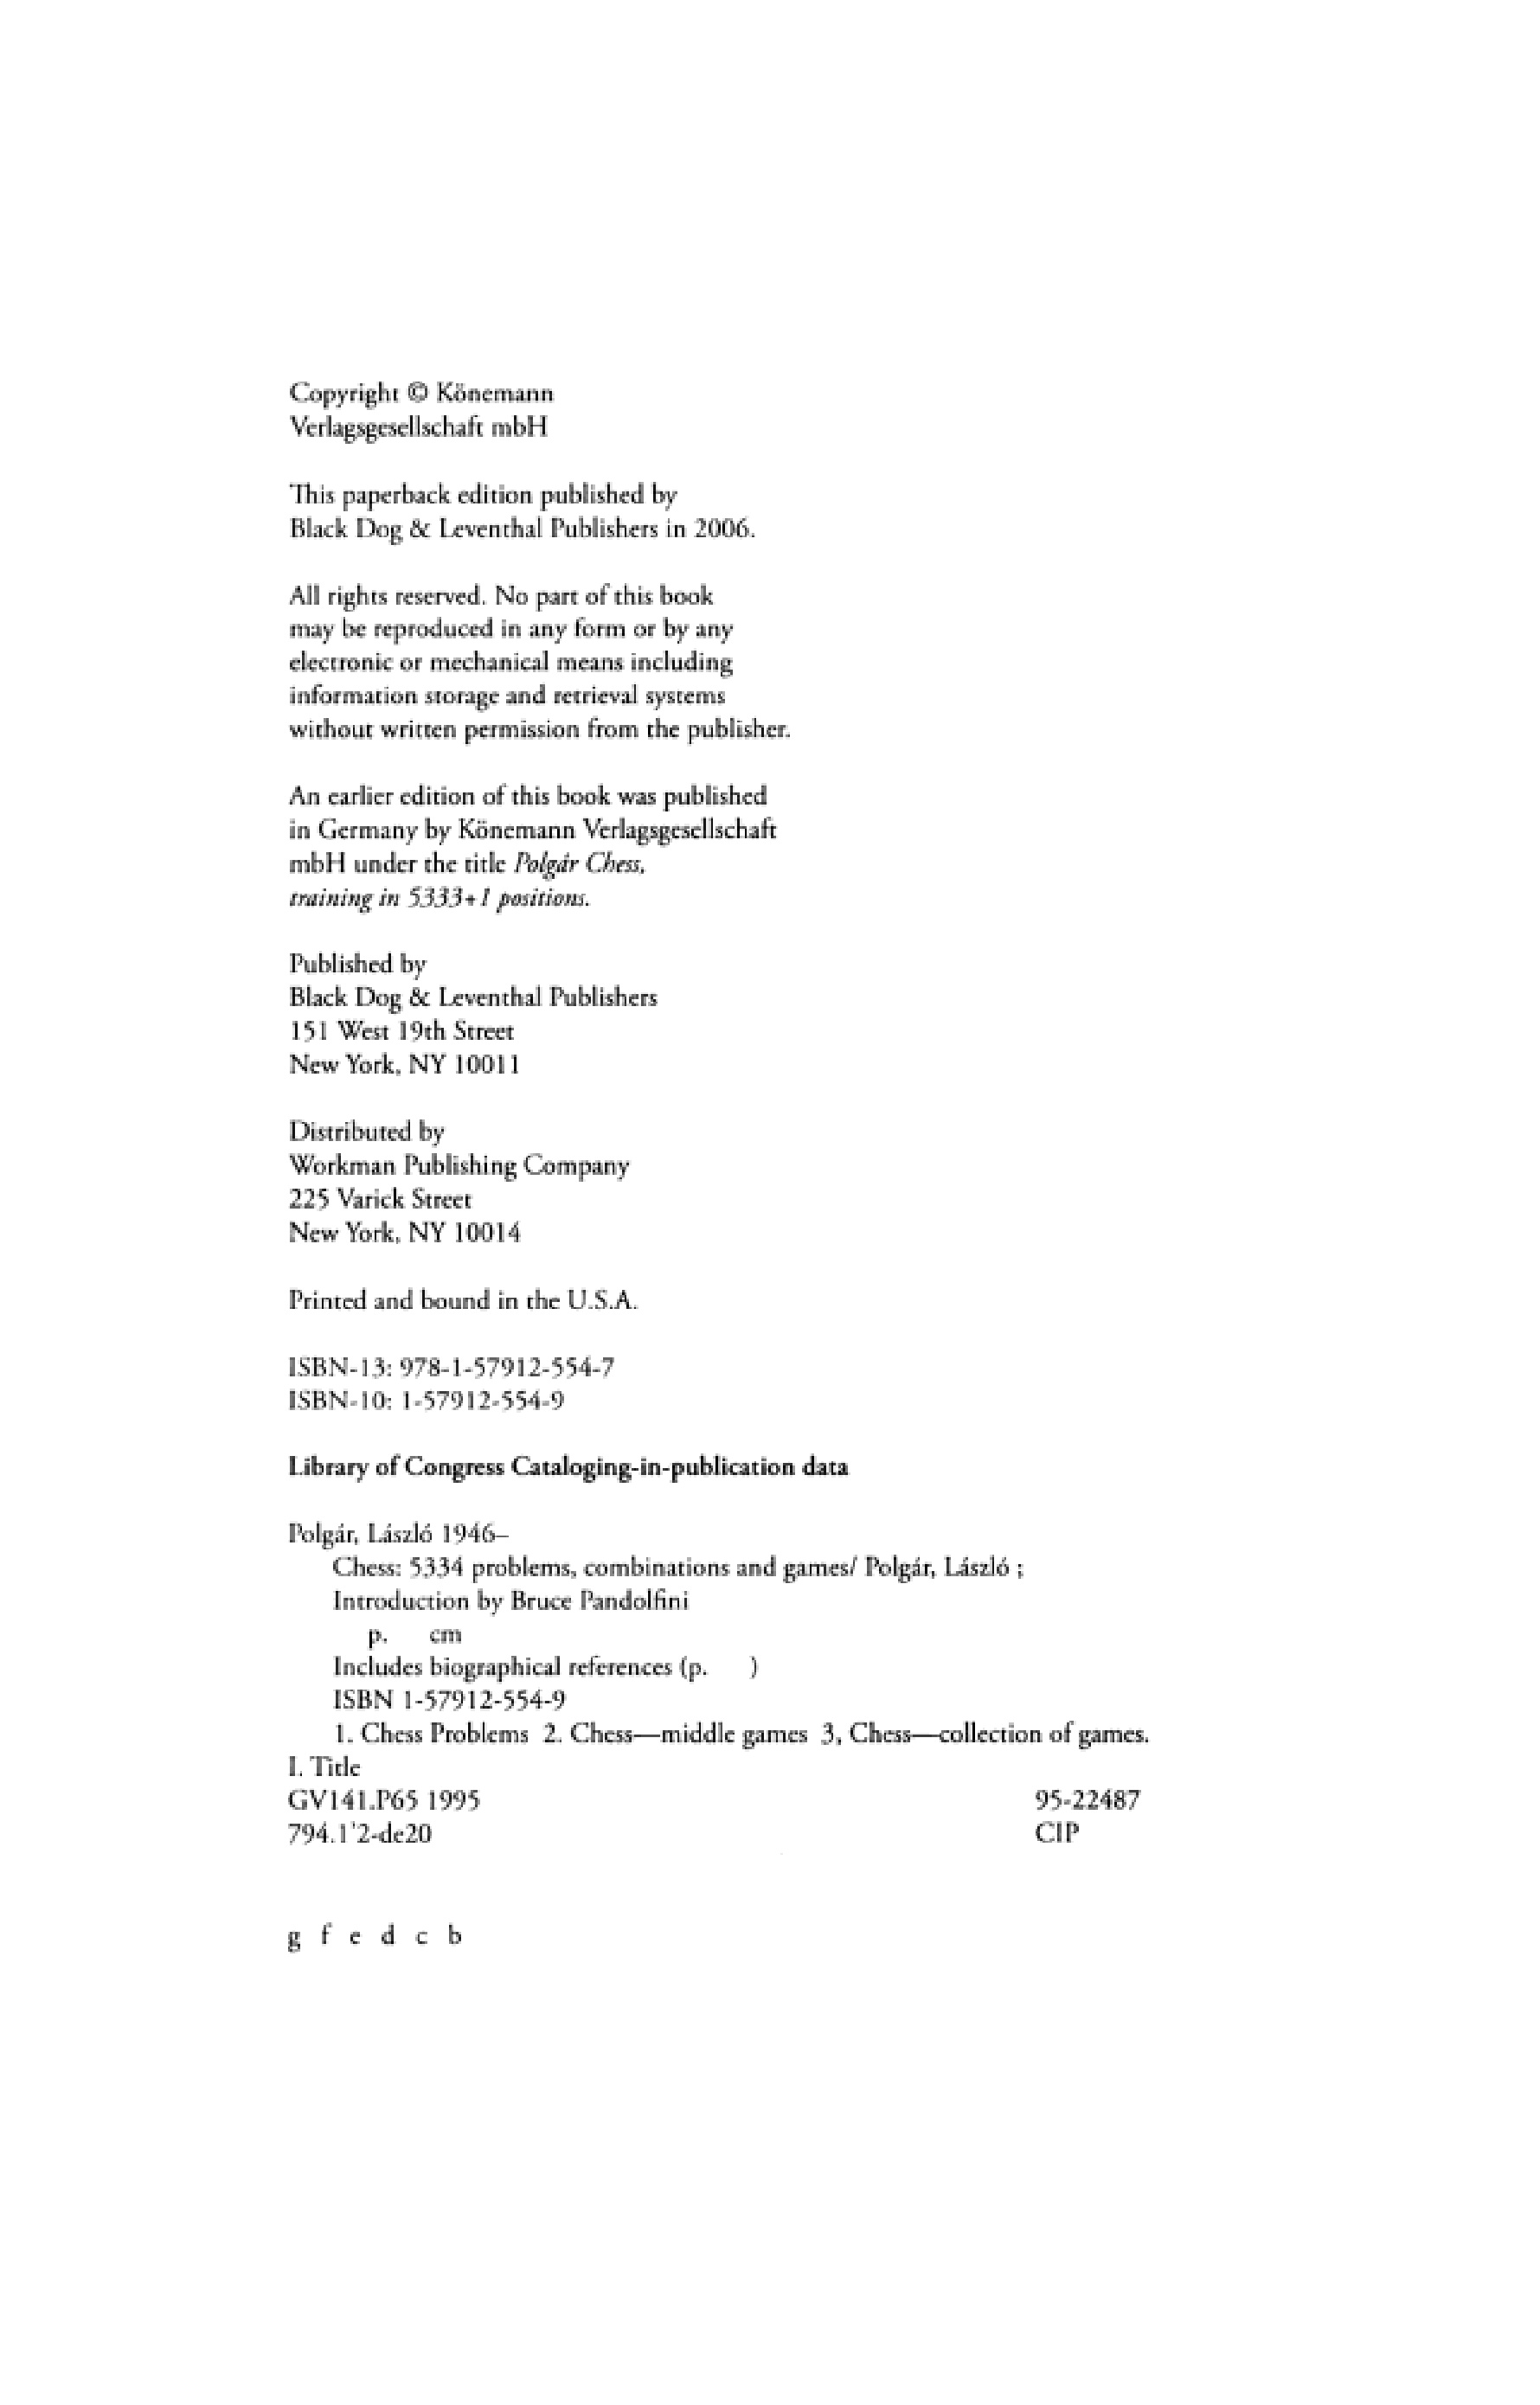 Copyright © Könemann
Verlagsgesellschaft mbH
This paperback edition published by
Black Dog & Leventhal Publishers in 2006.
All rights reserved. No part of this book
may be reproduced in any form or by any
electronic or mechanical means including
information storage and retrieval systems
without written permission from the publisher.
An earlier edition of this book was published
in Germany by Könemann Verlagsgesellschaft
mbH under the title Polgár Chess,
training in 5333+1 positions.
Published by
Black Dog & Leventhal Publishers
151 West 19th Street
New York, NY 10011
Distributed by
Workman Publishing Company
225 Varick Street
New York, NY 10014
Printed and bound in the U.S.A.
ISBN-13: 978-1-57912-554-7
ISBN-10: 1-57912-554-9
Library of Congress Cataloging-in-publication data
Polgár, László 1946–
Chess: 5334 problems, combinations and games/ Polgár, László ;
Introduction by Bruce Pandolfini
p. cm
Includes biographical references (p. )
ISBN 1-57912-554-9
1. Chess Problems 2. Chess—middle games 3, Chess—collection of games.
I. Title
GV141.P65 1995 95-22487
794.1'2-de20 CIP
g f e d c b